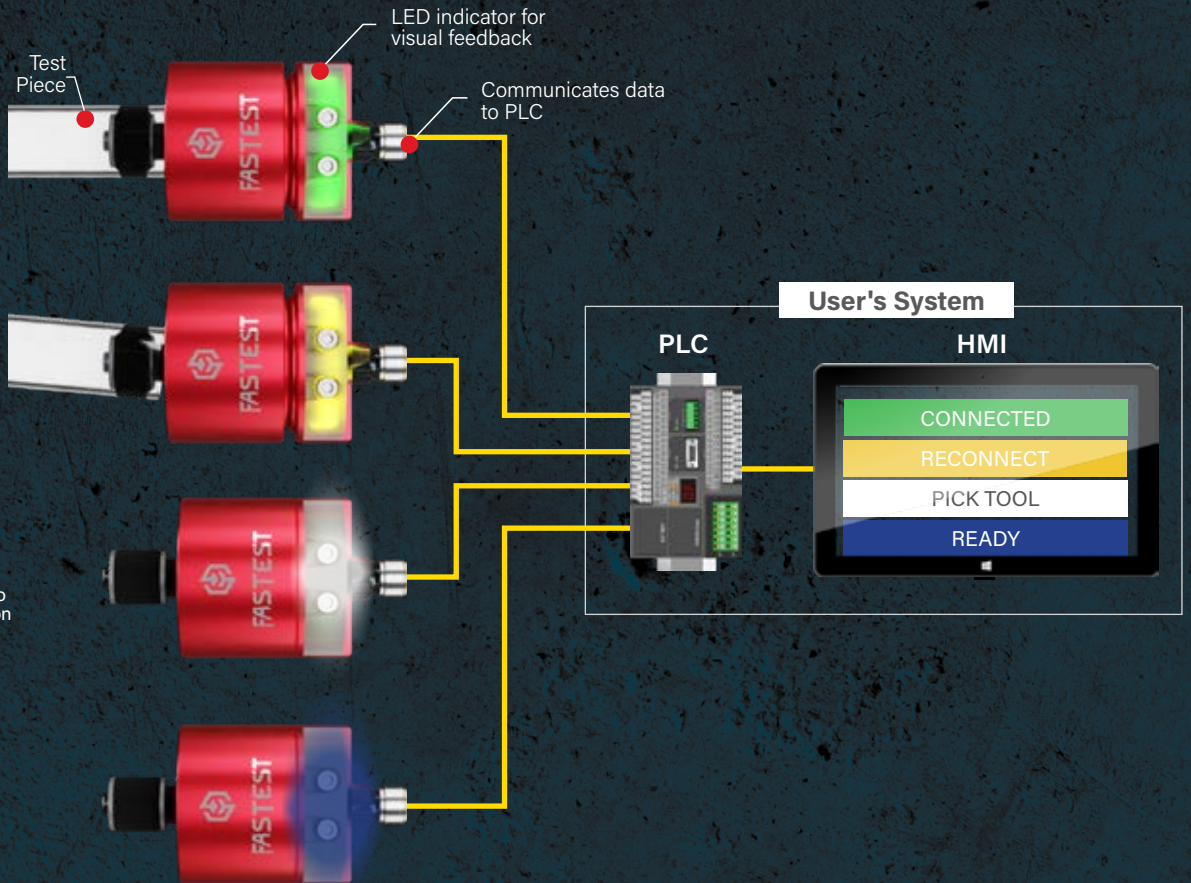 LED indicator for
visual feedback
Test
Piece
Communicates data
to PLC
FASTEST
FASTEST
User's System
PLC
HMI
CONNECTED
RECONNECT
PICK TOOL
READY
FASTEST
on
FASTEST